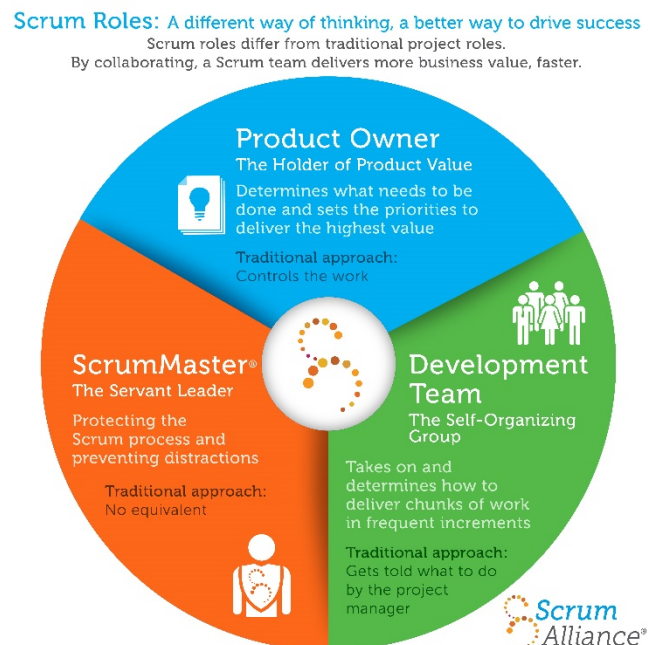 Scrum Roles: A different way of thinking, a better way to drive success
Scrum roles differ from traditional project roles.
By collaborating, a Scrum team delivers more business value, faster.
Product Owner
The Holder of Product Value
Determines what needs to be
done and sets the priorities to
deliver the highest value
Traditional approach:
Controls the work
ScrumMaster®
The Servant Leader
Protecting the
Scrum process and
preventing distractions
Traditional approach:
No equivalent
Development
Team
The Self-Organizing
Group
Takes on and
determines how to
deliver chunks of work
in frequent increments
Traditional approach:
Gets told what to do
by the project
manager
Scrum
Alliance®